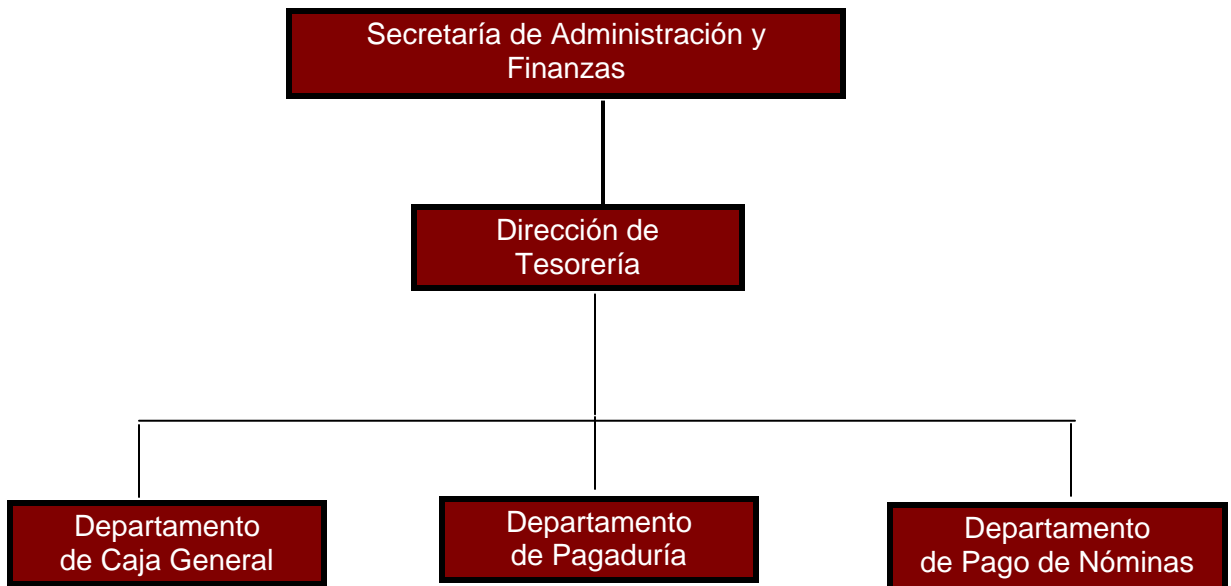 Secretaría de Administración y
Finanzas
Dirección de
Tesorería
Departamento
de Caja General
Departamento
de Pagaduría
Departamento
de Pago de Nóminas